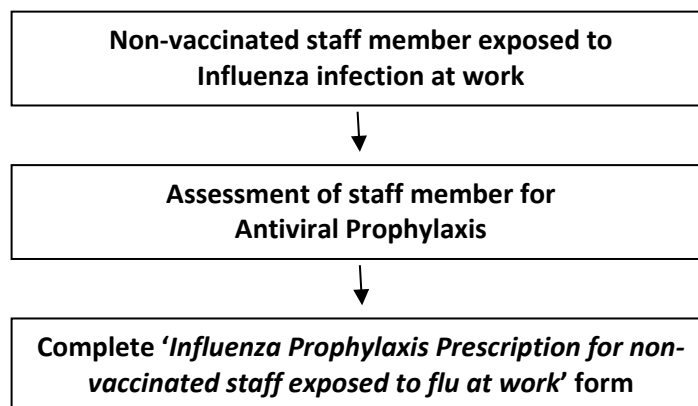 Non-vaccinated staff member exposed to
Influenza infection at work
Assessment of staff member for
Antiviral Prophylaxis
Complete ‘Influenza Prophylaxis Prescription for non-
vaccinated staff exposed to flu at work’ form